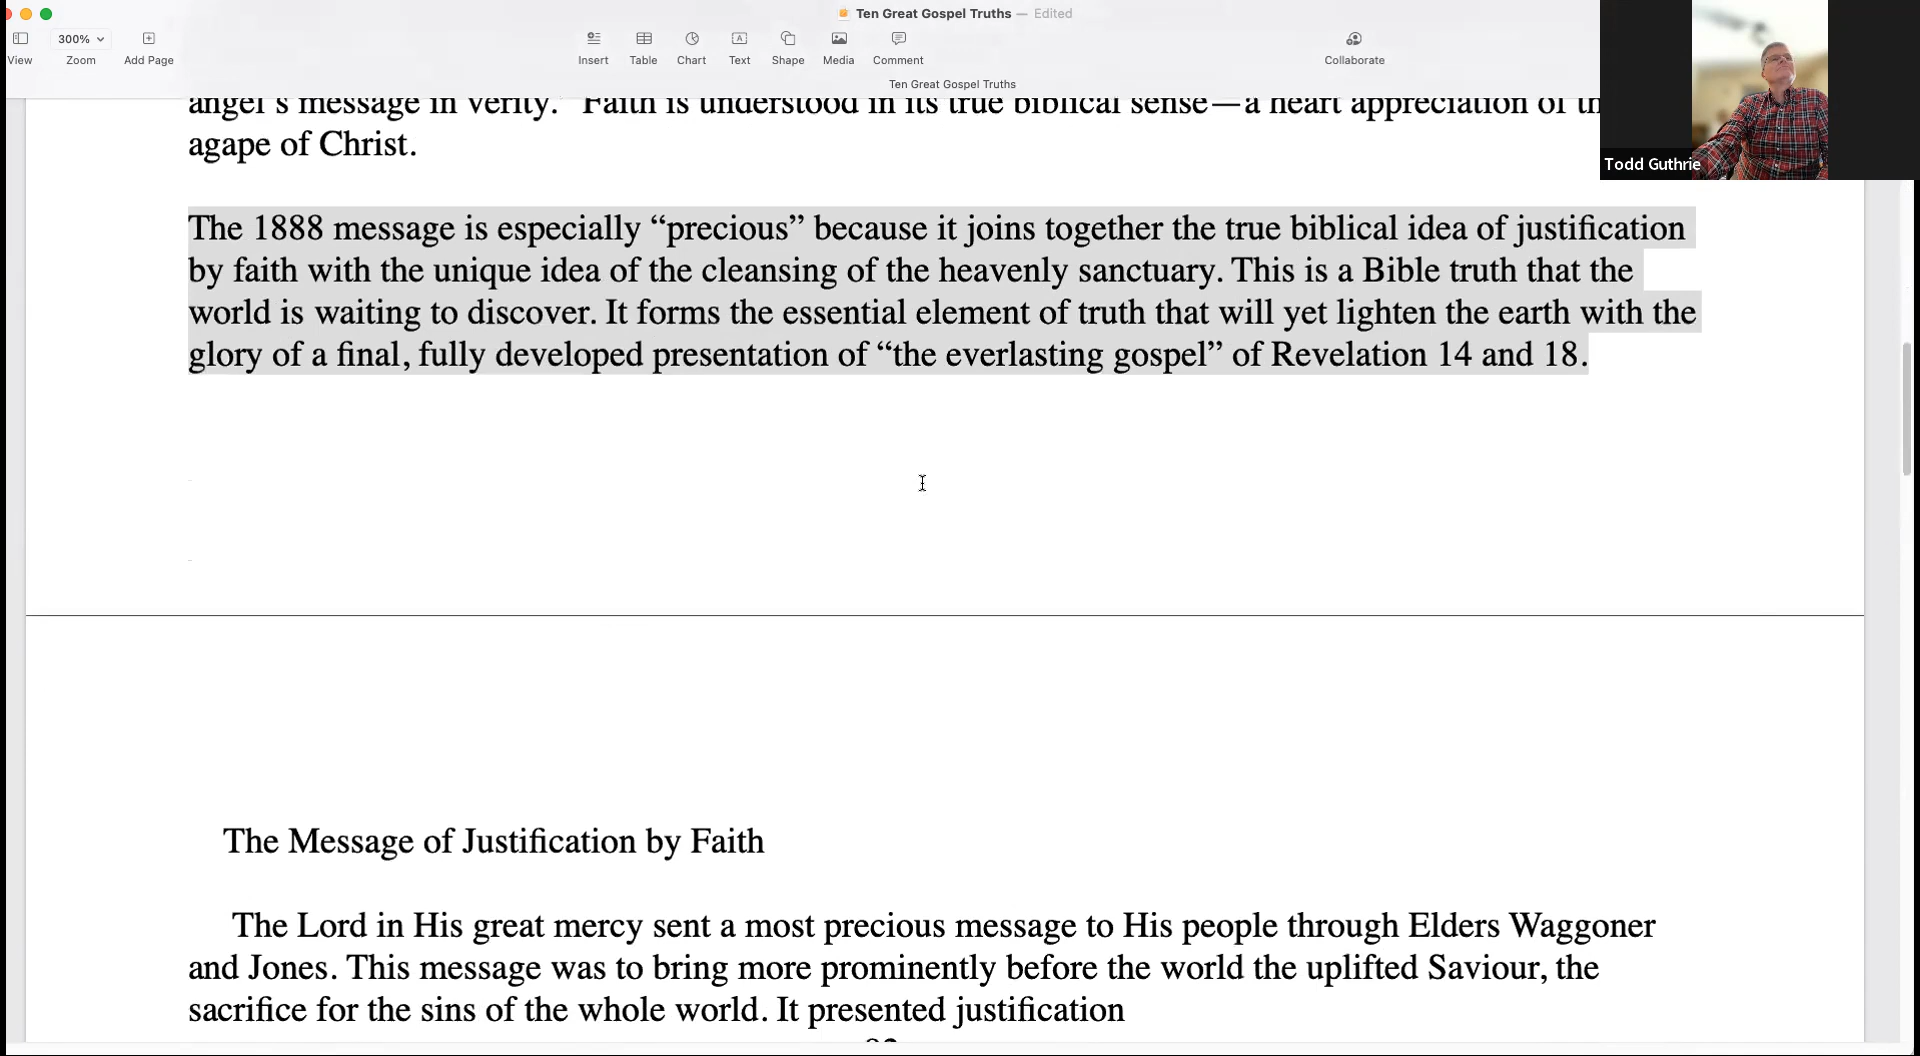 Ten Great Gospel Truths — Edited
300%
View
Zoom
Add Page
Insert
Table
Chart
Text
Shape
Media
Comment
Collaborate
Ten Great Gospel Truths
Todd Guthrie
angel's message in verity.” Faith is understood in its true biblical sense—a heart appreciation of
agape of Christ.
The 1888 message is especially “precious” because it joins together the true biblical idea of justification
by faith with the unique idea of the cleansing of the heavenly sanctuary. This is a Bible truth that the
world is waiting to discover. It forms the essential element of truth that will yet lighten the earth with the
glory of a final, fully developed presentation of “the everlasting gospel” of Revelation 14 and 18.
The Message of Justification by Faith
The Lord in His great mercy sent a most precious message to His people through Elders Waggoner
and Jones. This message was to bring more prominently before the world the uplifted Saviour, the
sacrifice for the sins of the whole world. It presented justification